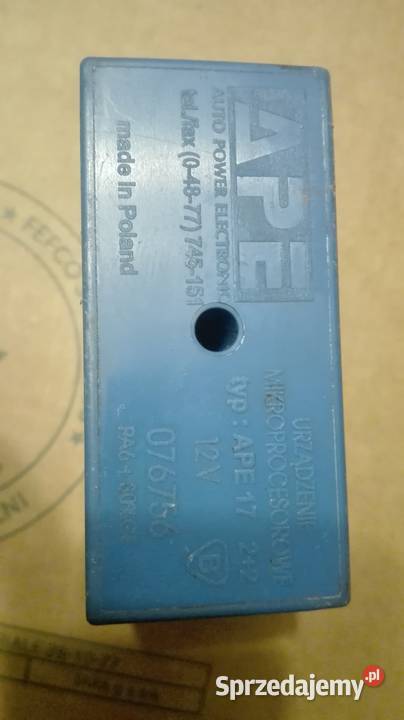 APE
AUTO POWER ELECTRONIC
tel./fax (0-48-77) 745-151
made in Poland
URZĄDZENIE
MIKROPROCESOROWE
typ: APE 17 242
12V
076756
B
Sprzedajemy.pl